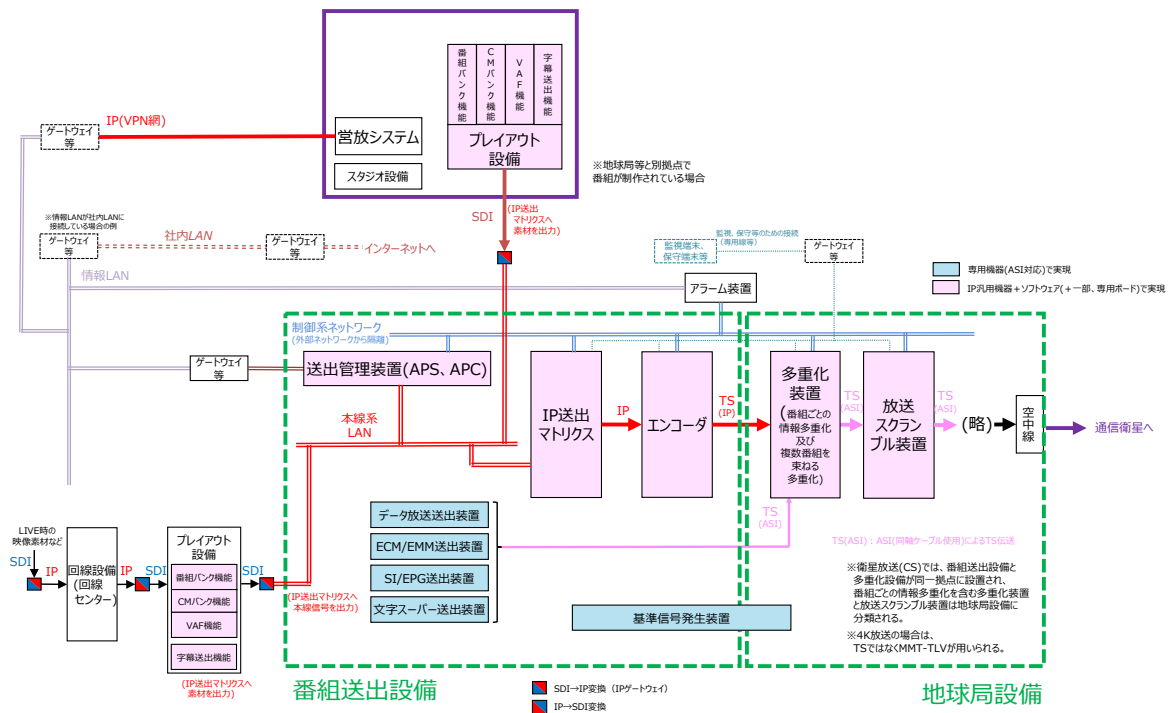 番組バンク機能
CMバンク機能
VAF機能
字幕送出機能
プレイアウト
設備
営放システム
スタジオ設備
※地球局等と別拠点で
番組が制作されている場合
ゲートウェイ
等
IP(VPN網)
SDI
(IP送出
マトリクスへ
素材を出力)
※情報LANが社内LANに
接続している場合の例
ゲートウェイ
等
社内LAN
ゲートウェイ
等
インターネットへ
監視、保守等のための接続
(専用線等)
監視端末、
保守端末等
ゲートウェイ
等
情報LAN
アラーム装置
専用機器(ASI対応)で実現
IP汎用機器+ソフトウェア(+一部、専用ボード)で実現
制御系ネットワーク
(外部ネットワークから隔離)
ゲートウェイ
等
送出管理装置(APS、APC)
本線系
LAN
IP送出
マトリクス
IP
エンコーダ
TS
(IP)
多重化
装置
(番組ごとの
情報多重化
及び
複数番組を
束ねる
多重化)
TS
(ASI)
放送
スクラン
ブル装置
TS
(ASI)
(略)
空中線
通信衛星へ
データ放送送出装置
ECM/EMM送出装置
SI/EPG送出装置
文字スーパー送出装置
TS
(ASI)
TS(ASI):ASI(同軸ケーブル使用)によるTS伝送
※衛星放送(CS)では、番組送出設備と
多重化設備が同一拠点に設置され、
番組ごとの情報多重化を含む多重化装置
と放送スクランブル装置は地球局設備に
分類される。
※4K放送の場合は、
TSではなくMMT-TLVが用いられる。
基準信号発生装置
LIVE時の
映像素材など
SDI
IP
回線設備
(回線
センター)
IP
SDI
プレイアウト
設備
番組バンク機能
CMバンク機能
VAF機能
字幕送出機能
(IP送出マトリクスへ
素材を出力)
SDI
(IP送出マトリクスへ
本線信号を出力)
番組送出設備
地球局設備
SDI→IP変換(IPゲートウェイ)
IP→SDI変換